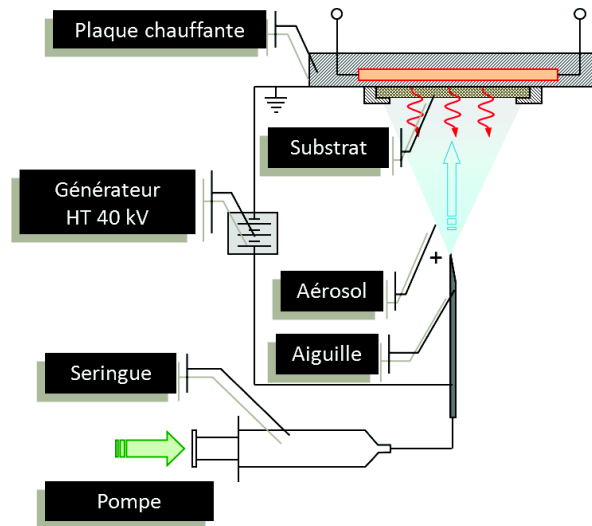 Plaque chauffante
Substrat
Générateur
HT 40 kV
+
Aérosol
Aiguille
Seringue
Pompe